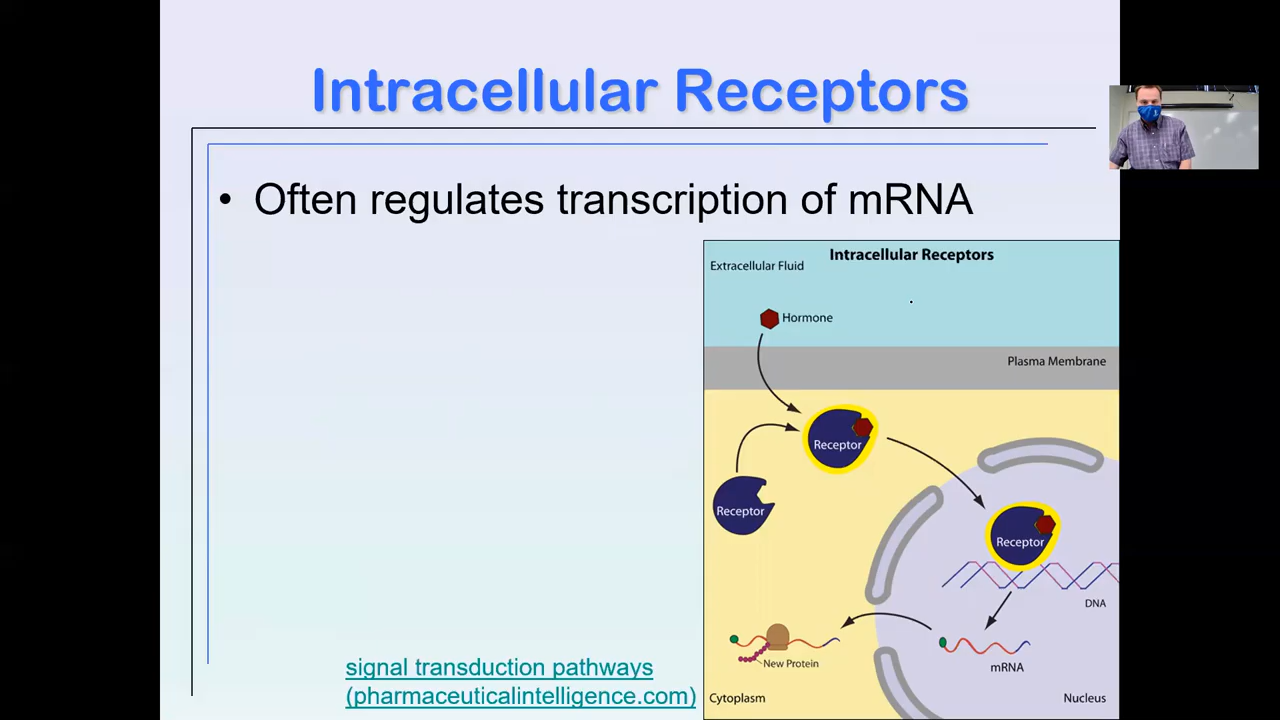 Intracellular Receptors
• Often regulates transcription of mRNA
Intracellular Receptors
Extracellular Fluid
Hormone
Plasma Membrane
Receptor
Receptor
Receptor
DNA
New Protein
mRNA
Cytoplasm
Nucleus
signal transduction pathways
(pharmaceuticalintelligence.com)